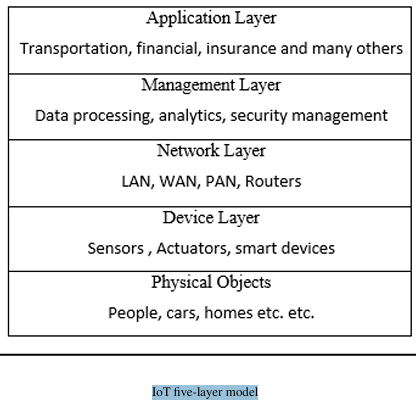 Application Layer
Transportation, financial, insurance and many others
Management Layer
Data processing, analytics, security management
Network Layer
LAN, WAN, PAN, Routers
Device Layer
Sensors , Actuators, smart devices
Physical Objects
People, cars, homes etc. etc.
IoT five-layer model